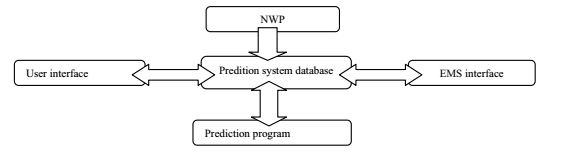 NWP
User interface
Predition system database
EMS interface
Prediction program